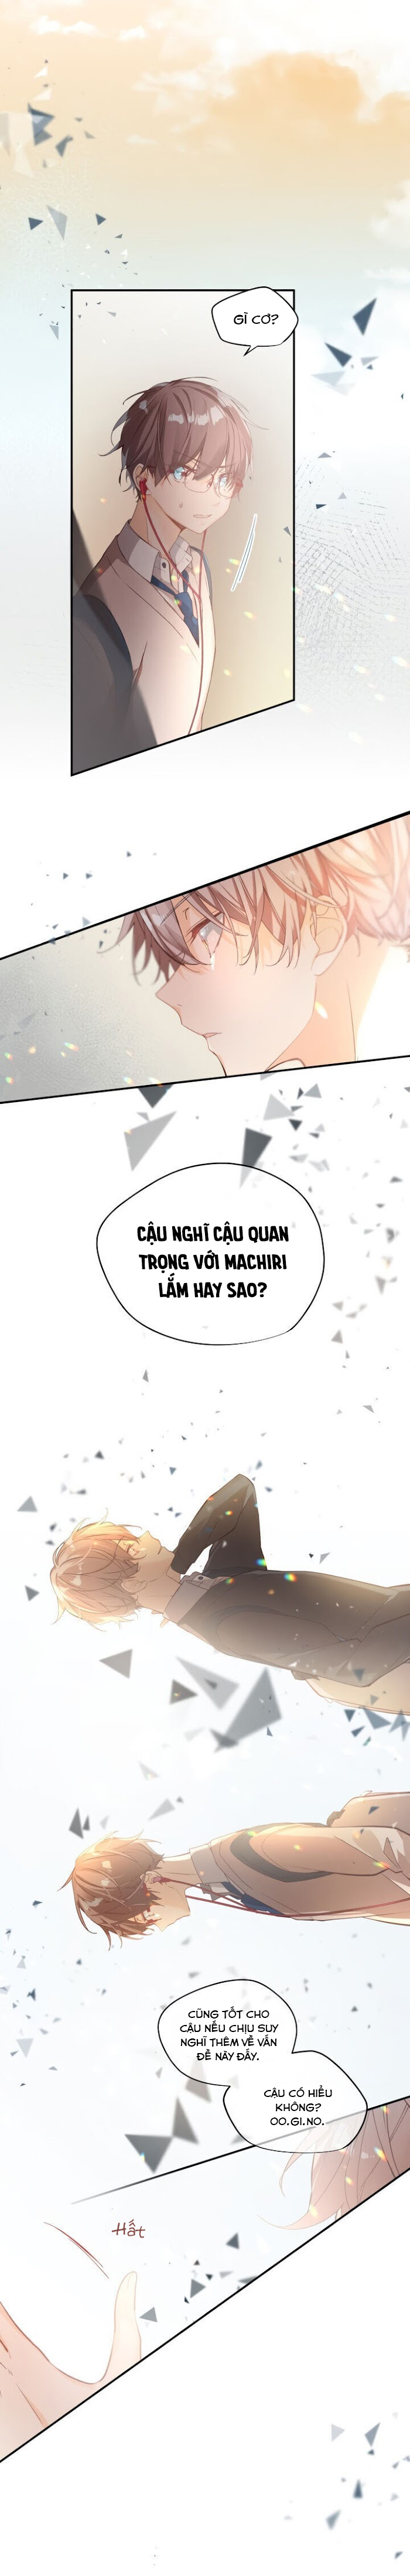 GÌ CƠ?
CẬU NGHĨ CẬU QUAN
TRỌNG VỚI MACHIRI
LẮM HAY SAO?
CŨNG TỐT CHO
CẬU NẾU CHỊU SUY
NGHĨ THÊM VỀ VẤN
ĐỀ NÀY ĐẤY.
CẬU CÓ HIỂU
KHÔNG?
OO.GI.NO.
Hất